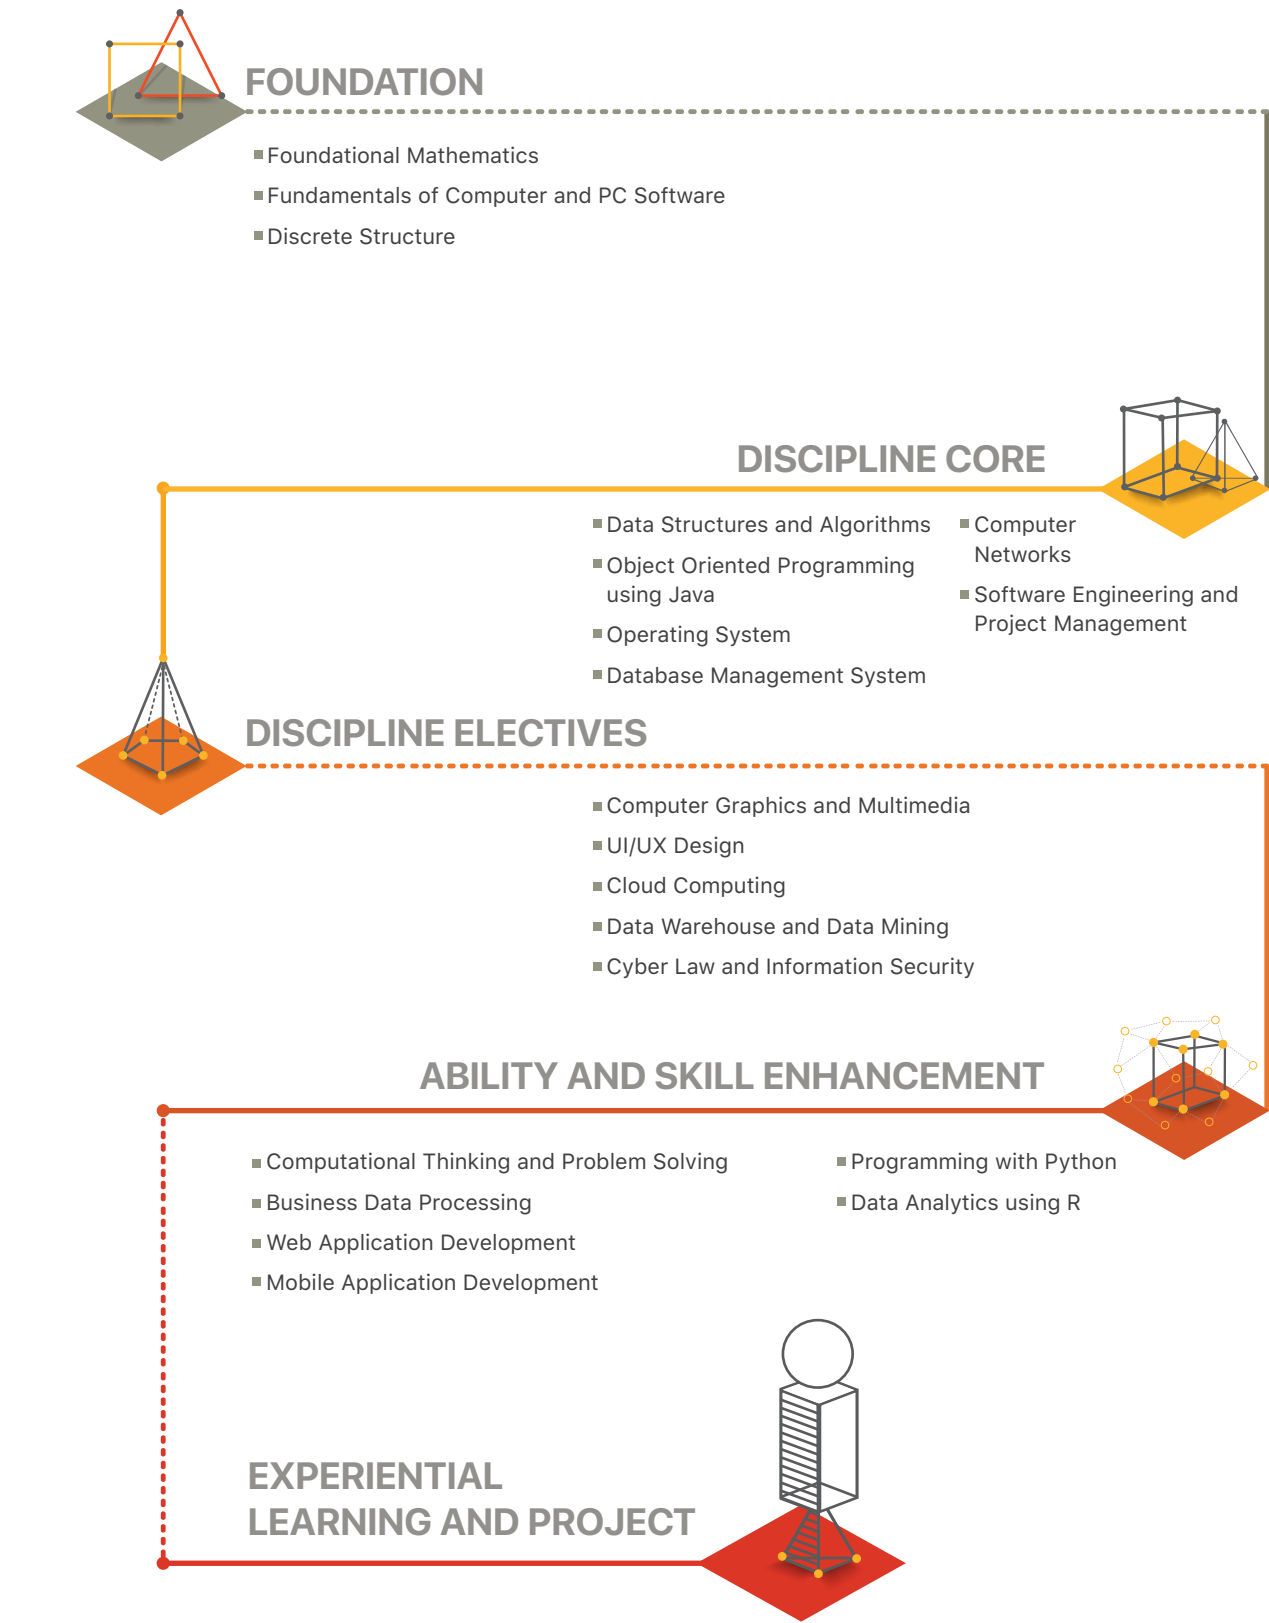 FOUNDATION
Foundational Mathematics
Fundamentals of Computer and PC Software
Discrete Structure
DISCIPLINE CORE
Data Structures and Algorithms
Object Oriented Programming
using Java
Operating System
Database Management System
Computer
Networks
Software Engineering and
Project Management
DISCIPLINE ELECTIVES
Computer Graphics and Multimedia
UI/UX Design
Cloud Computing
Data Warehouse and Data Mining
Cyber Law and Information Security
ABILITY AND SKILL ENHANCEMENT
Computational Thinking and Problem Solving
Business Data Processing
Web Application Development
Mobile Application Development
Programming with Python
Data Analytics using R
EXPERIENTIAL
LEARNING AND PROJECT